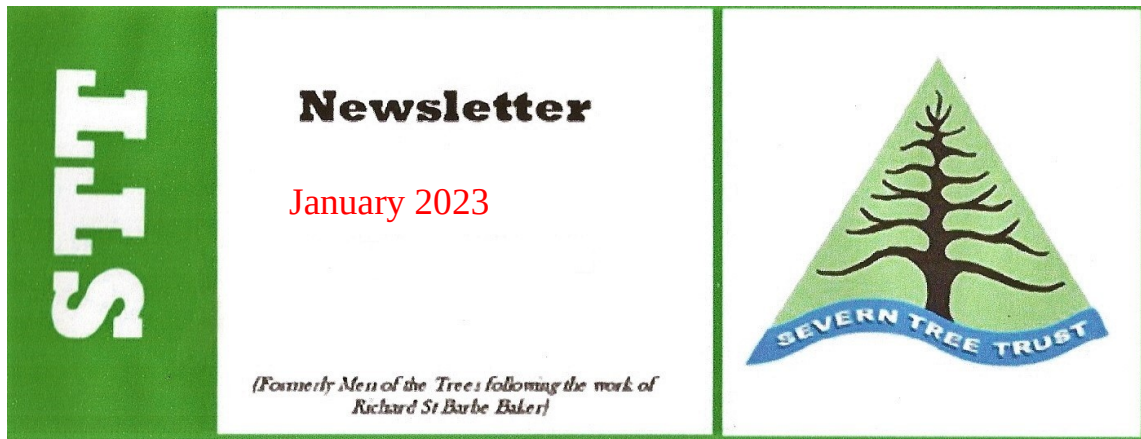 STT
Newsletter
January 2023
(Formerly Men of the Trees following the work of
Richard St Barbe Baker)
SEVERN TREE TRUST